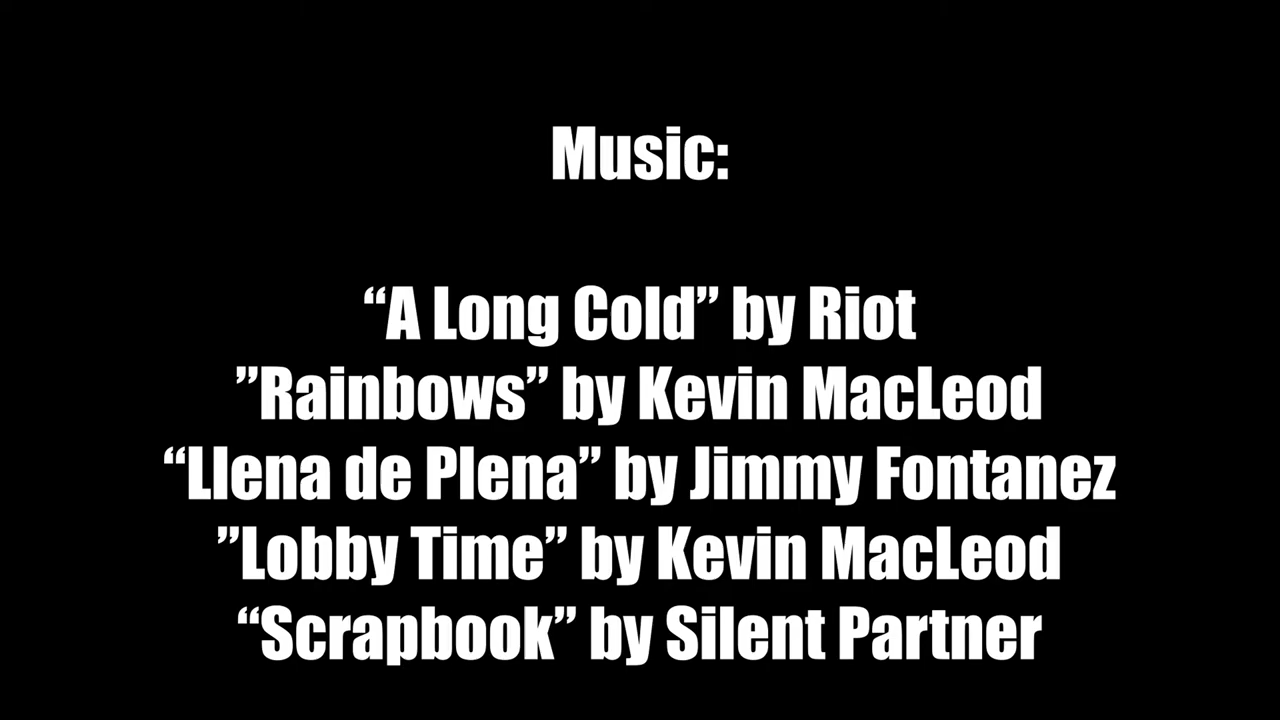 Music:
“A Long Cold” by Riot
”Rainbows” by Kevin MacLeod
“Llena de Plena” by Jimmy Fontanez
”Lobby Time” by Kevin MacLeod
“Scrapbook” by Silent Partner